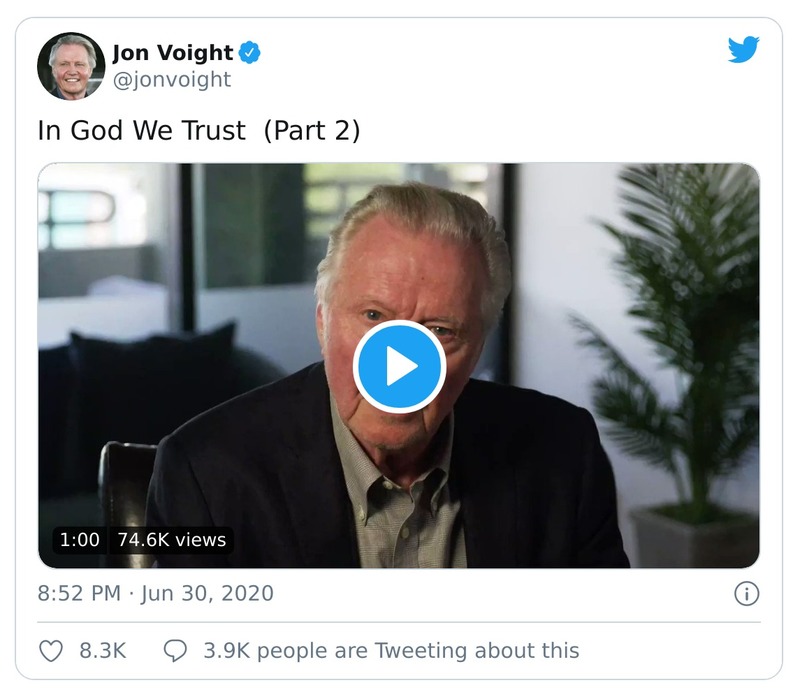 Jon Voight
@jonvoight
In God We Trust  (Part 2)
1:00 74.6K views
8:52 PM · Jun 30, 2020
8.3K 3.9K people are Tweeting about this